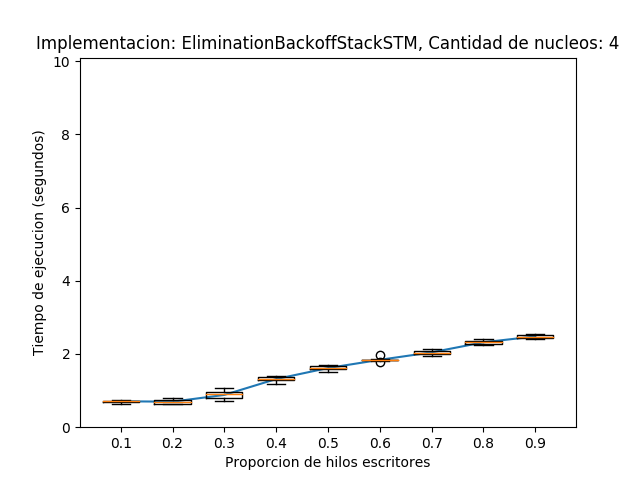 Implementacion: EliminationBackoffStackSTM, Cantidad de nucleos: 4
10
8
6
4
2
0
Tiempo de ejecucion (segundos)
0.1 0.2 0.3 0.4 0.5 0.6 0.7 0.8 0.9
Proporcion de hilos escritores